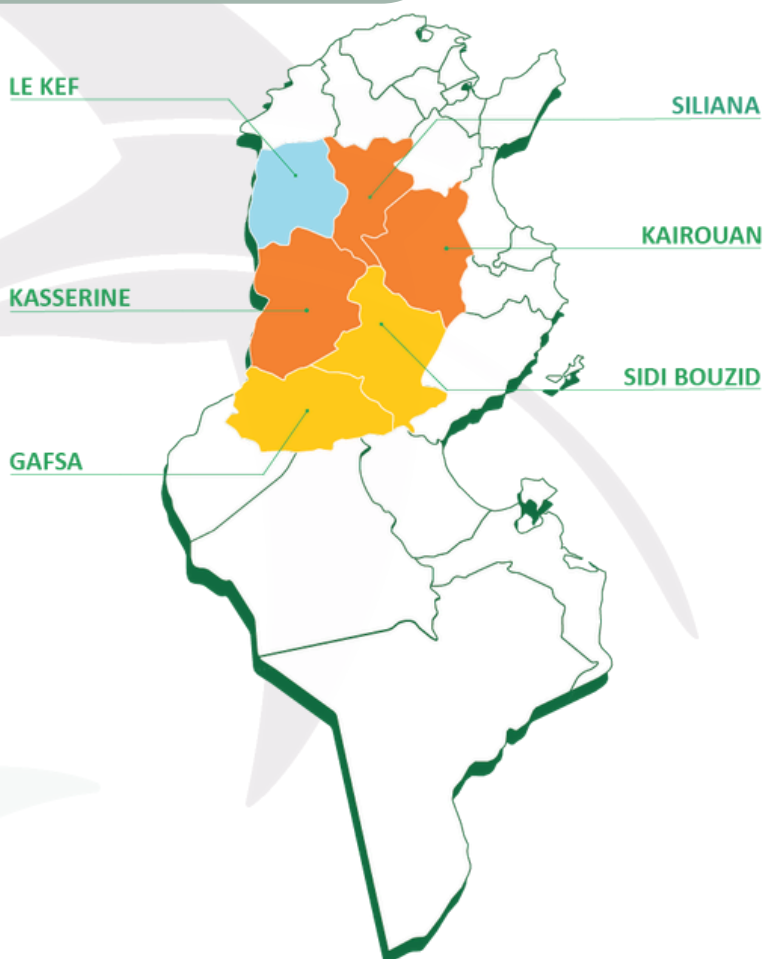 LE KEF
SILIANA
KAIROUAN
KASSERINE
SIDI BOUZID
GAFSA